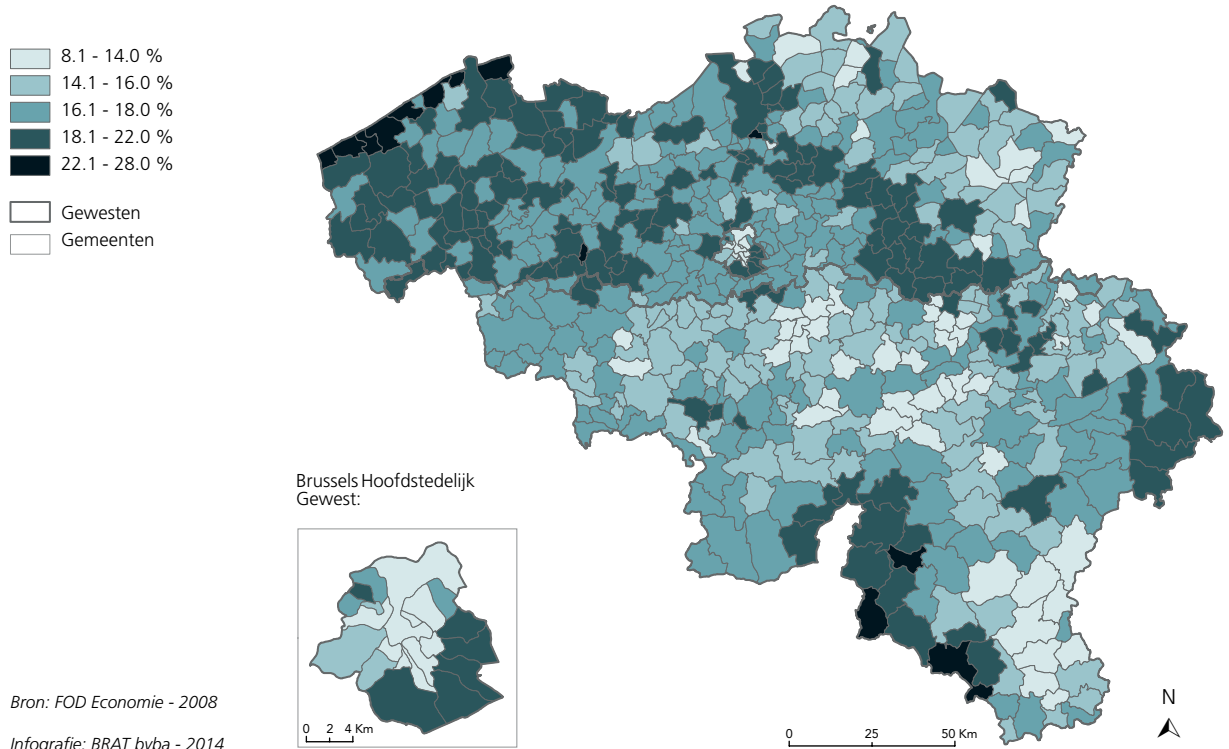 8.1 - 14.0 %
14.1 - 16.0 %
16.1 - 18.0 %
18.1 - 22.0 %
22.1 - 28.0 %
Gewesten
Gemeenten
Brussels Hoofdstedelijk
Gewest:
0 2 4 Km
Bron: FOD Economie - 2008
Infografie: BRAT bvba - 2014
0 25 50 Km
N